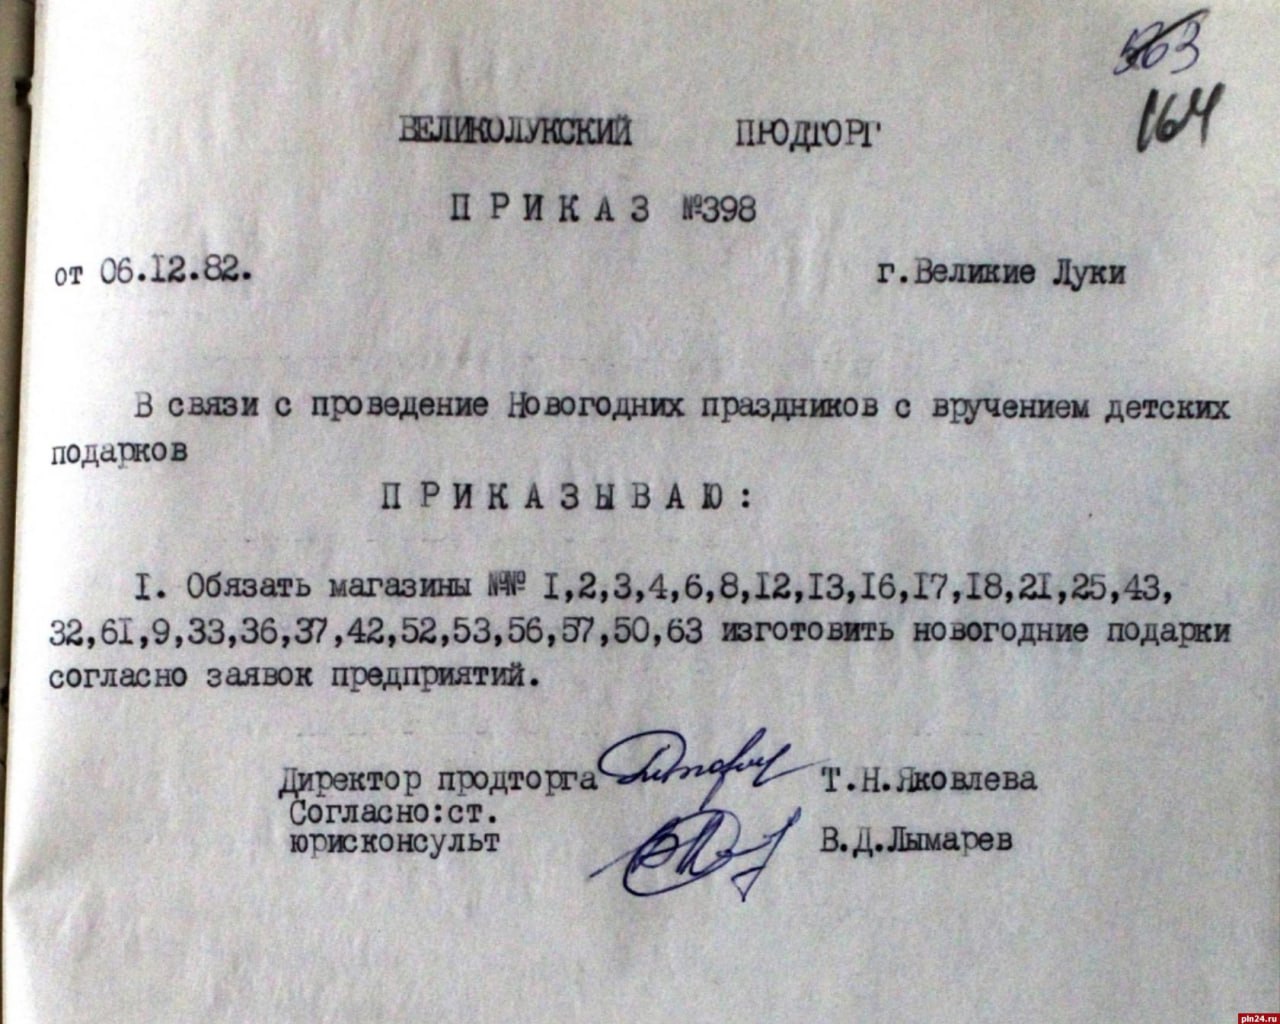 164
ВЕЛИКОЛУКСКИЙ ПРОДТОРГ
ПРИКАЗ №398
от 06.12.82. г.Великие Луки
В связи с проведение Новогодних праздников с вручением детских
подарков
ПРИКАЗЫВАЮ:
I. Обязать магазины №№ I,2,3,4,6,8,I2,I3,I6,I7,I8,2I,25,43,
32,6I,9,33,36,37,42,52,53,56,57,50,63 изготовить новогодние подарки
согласно заявок предприятий.
Директор продторга Т.Н.Яковлева
Согласно:ст.
юрисконсульт В.Д.Лымарев
pln24.ru